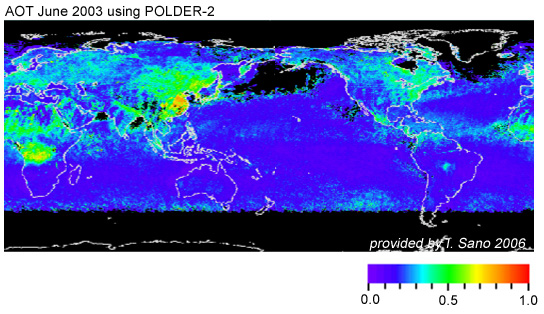 AOT June 2003 using POLDER-2
provided by T. Sano 2006
0.0 0.5 1.0